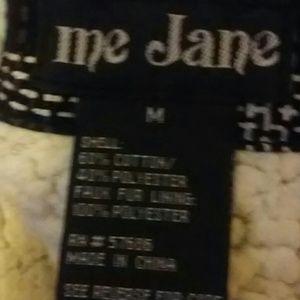 me Jane
M
SHELL:
60% COTTON/
40% POLYESTER
FAUX FUR LINING:
100% POLYESTER
RN# 57686
MADE IN CHINA
SEE REVERSE FOR CARE